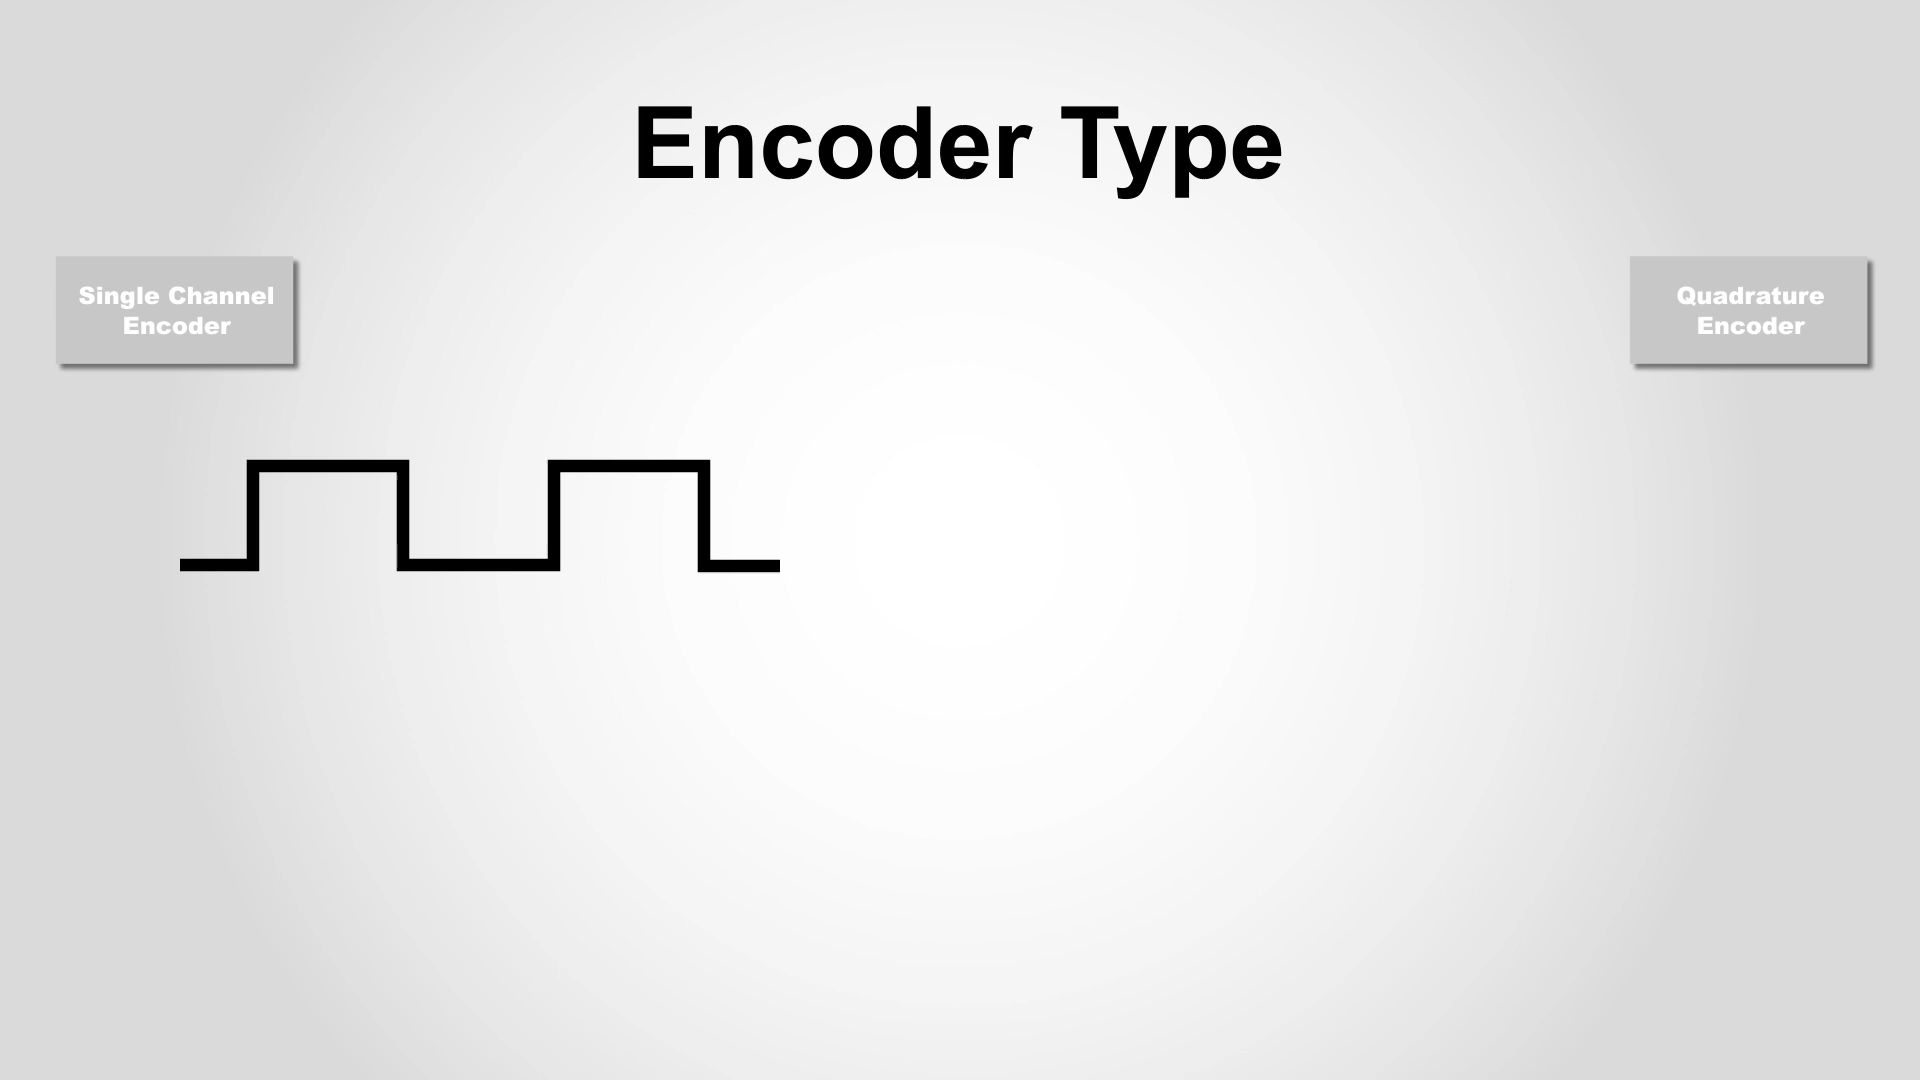 Encoder Type
Single Channel
Encoder
Quadrature
Encoder